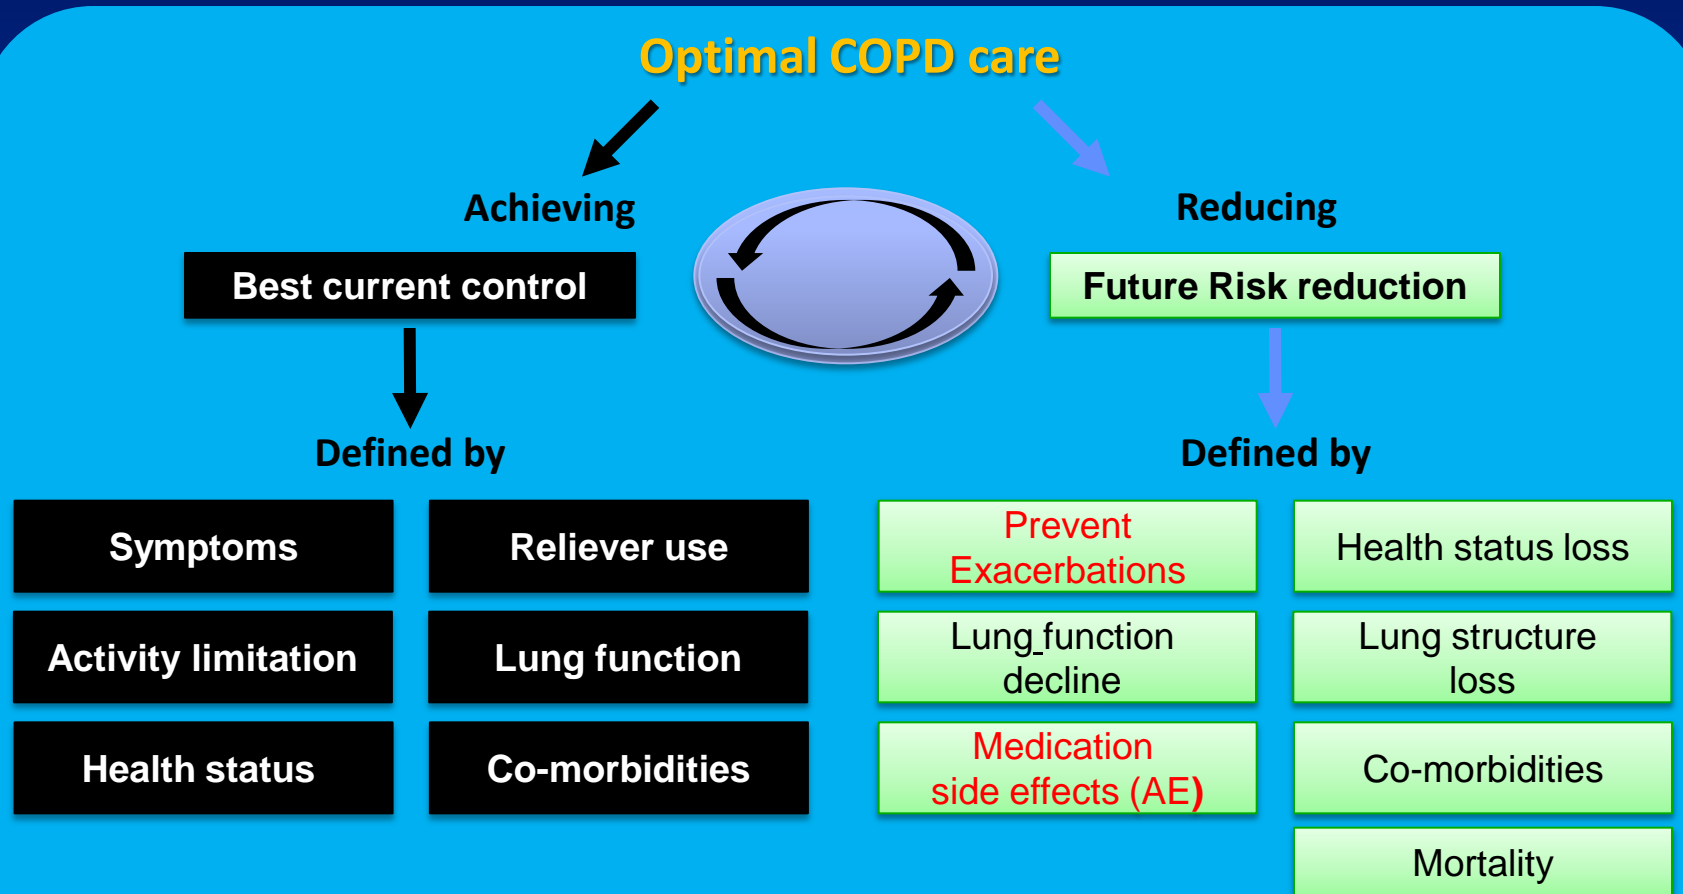 Optimal COPD care
Achieving
Reducing
Best current control
Future Risk reduction
Defined by
Defined by
Symptoms
Reliever use
Prevent
Exacerbations
Health status loss
Activity limitation
Lung function
Lung function
decline
Lung structure
loss
Health status
Co-morbidities
Medication
side effects (AE)
Co-morbidities
Mortality